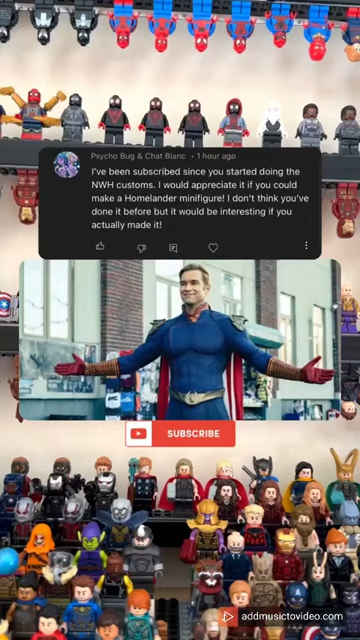 Psycho Bug & Chat Blanc • 1 hour ago
I've been subscribed since you started doing the
NWH customs. I would appreciate it if you could
make a Homelander minifigure! I don't think you've
done it before but it would be interesting if you
actually made it!
SUBSCRIBE
addmusictovideo.com